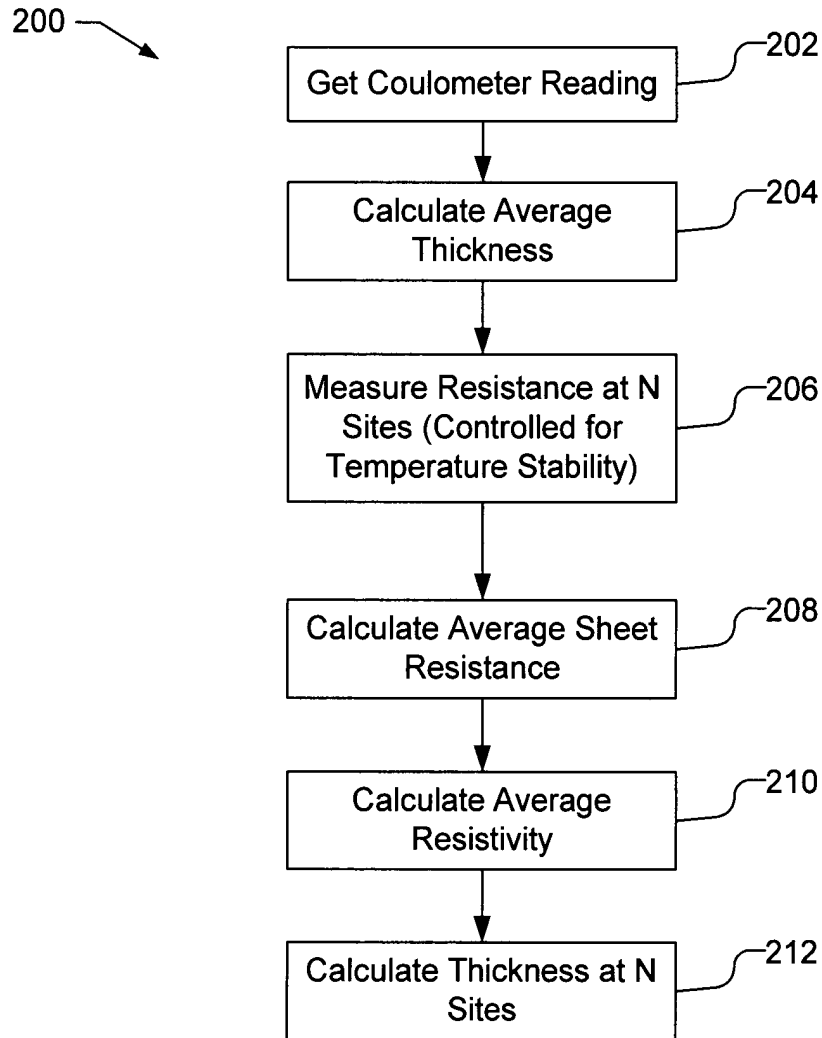 200
Get Coulometer Reading
202
Calculate Average
Thickness
204
Measure Resistance at N
Sites (Controlled for
Temperature Stability)
206
Calculate Average Sheet
Resistance
208
Calculate Average
Resistivity
210
Calculate Thickness at N
Sites
212